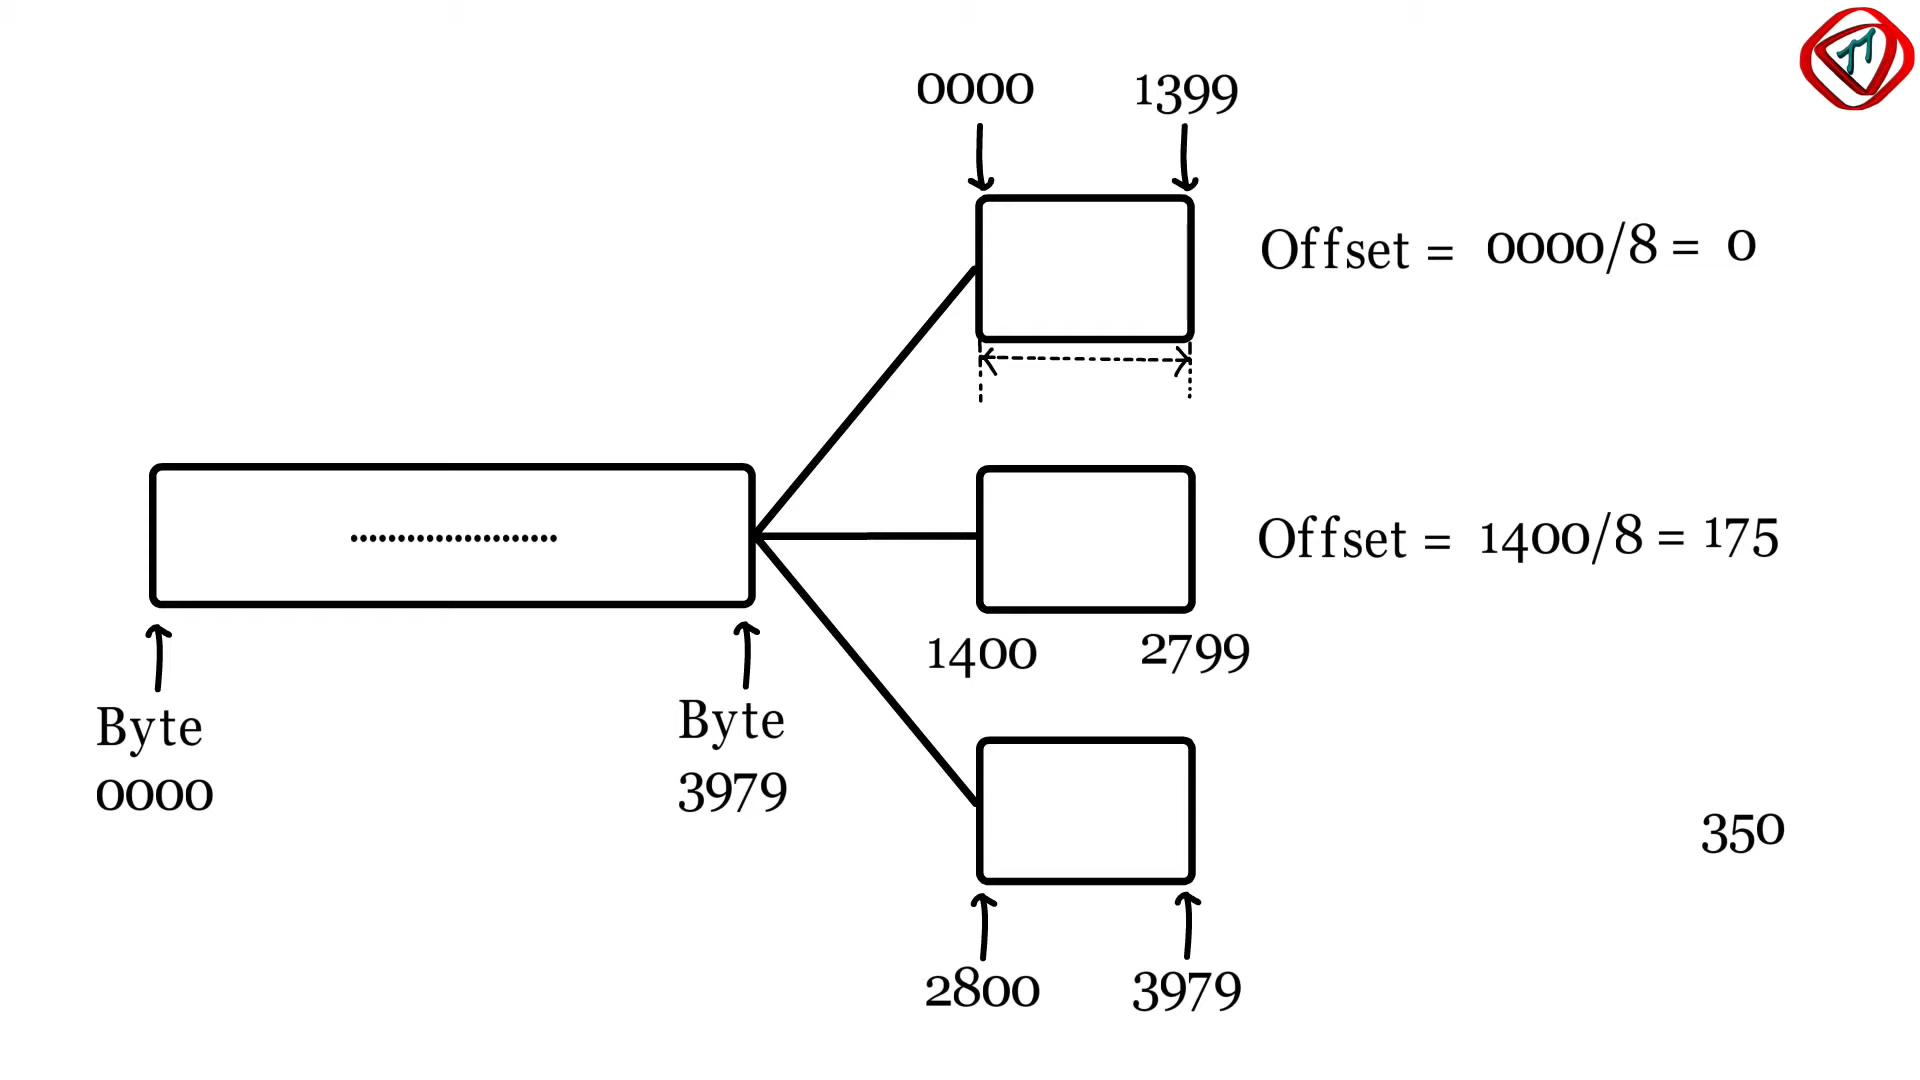 0000 1399
Offset = 0000/8 = 0
Offset = 1400/8 = 175
1400 2799
Byte
0000
Byte
3979
350
2800 3979